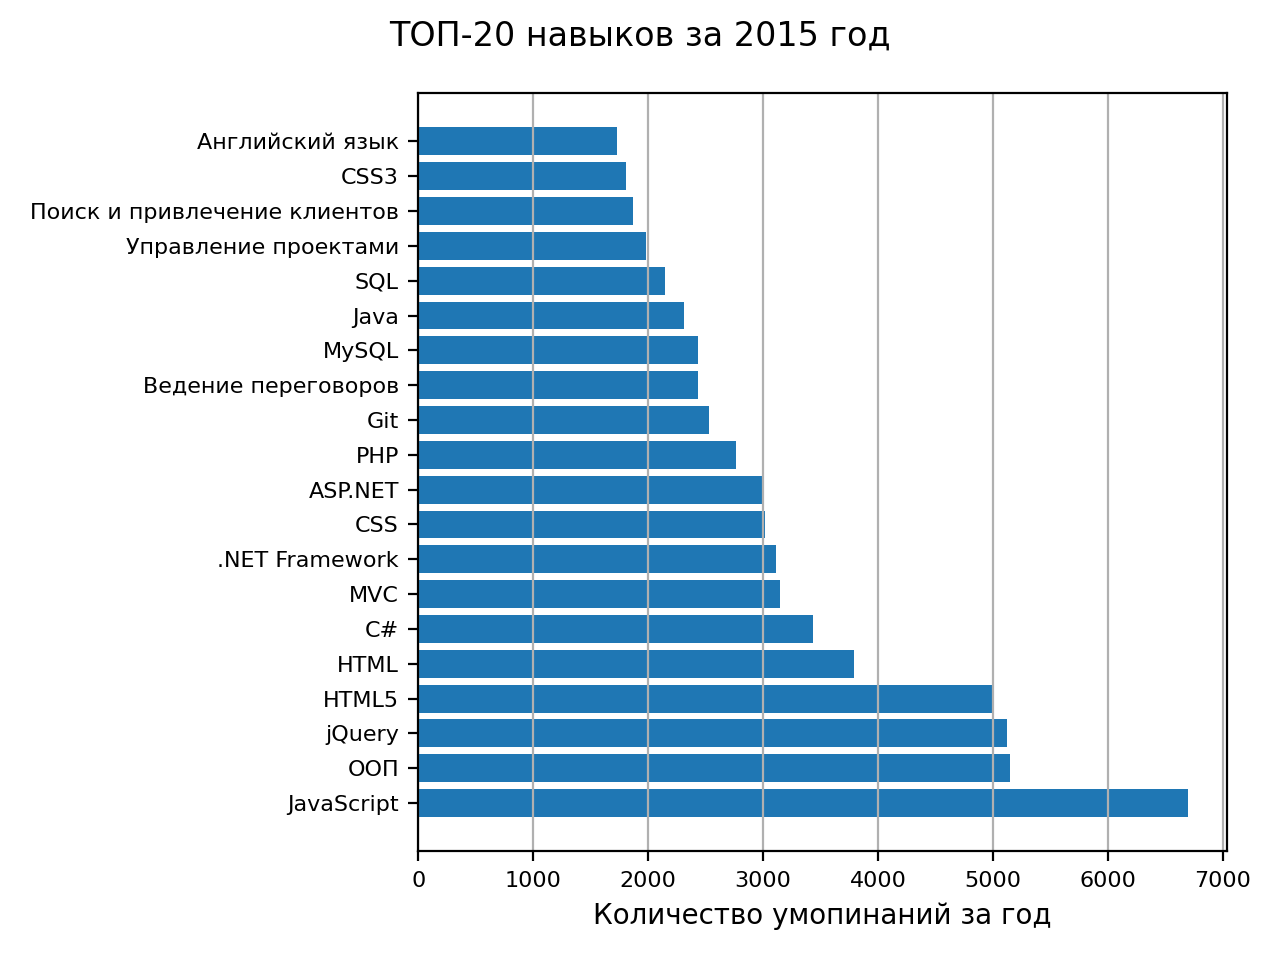 ТОП-20 навыков за 2015 год
Английский язык
CSS3
Поиск и привлечение клиентов
Управление проектами
SQL
Java
MySQL
Ведение переговоров
Git
PHP
ASP.NET
CSS
.NET Framework
MVC
C#
HTML
HTML5
jQuery
ООП
JavaScript
0 1000 2000 3000 4000 5000 6000 7000
Количество умопинаний за год